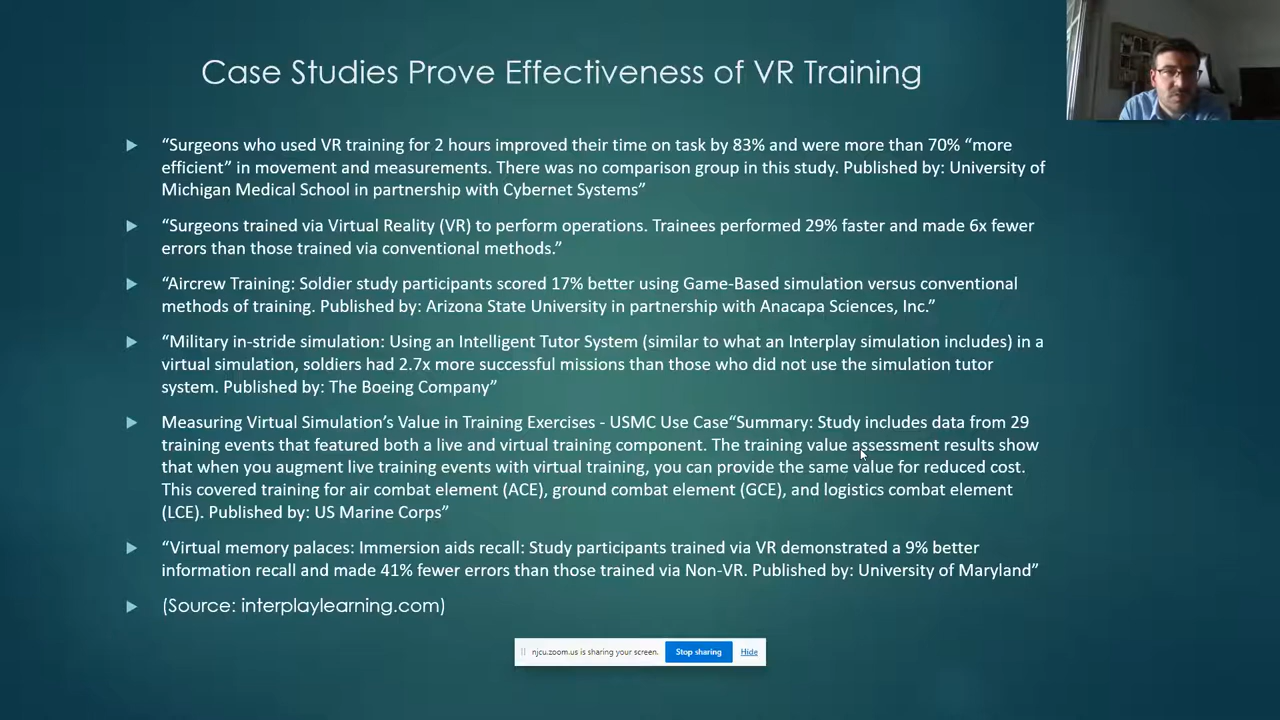 Case Studies Prove Effectiveness of VR Training
“Surgeons who used VR training for 2 hours improved their time on task by 83% and were more than 70% “more
efficient” in movement and measurements. There was no comparison group in this study. Published by: University of
Michigan Medical School in partnership with Cybernet Systems”
“Surgeons trained via Virtual Reality (VR) to perform operations. Trainees performed 29% faster and made 6x fewer
errors than those trained via conventional methods.”
“Aircrew Training: Soldier study participants scored 17% better using Game-Based simulation versus conventional
methods of training. Published by: Arizona State University in partnership with Anacapa Sciences, Inc.”
“Military in-stride simulation: Using an Intelligent Tutor System (similar to what an Interplay simulation includes) in a
virtual simulation, soldiers had 2.7x more successful missions than those who did not use the simulation tutor
system. Published by: The Boeing Company”
Measuring Virtual Simulation’s Value in Training Exercises - USMC Use Case“Summary: Study includes data from 29
training events that featured both a live and virtual training component. The training value assessment results show
that when you augment live training events with virtual training, you can provide the same value for reduced cost.
This covered training for air combat element (ACE), ground combat element (GCE), and logistics combat element
(LCE). Published by: US Marine Corps”
“Virtual memory palaces: Immersion aids recall: Study participants trained via VR demonstrated a 9% better
information recall and made 41% fewer errors than those trained via Non-VR. Published by: University of Maryland”
(Source: interplaylearning.com)
njcu.zoom.us is sharing your screen. Stop sharing Hide